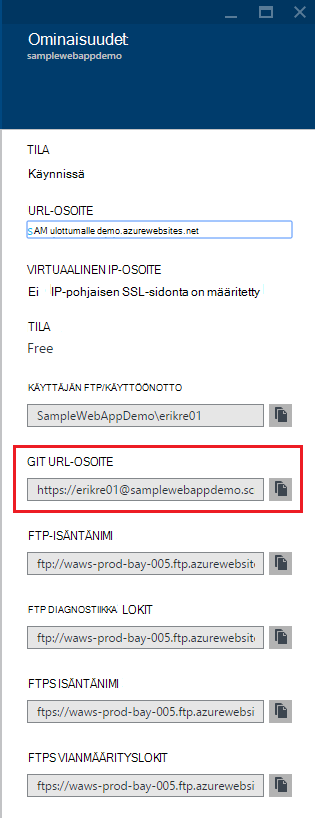 Ominaisuudet
samplewebappdemo
TILA
Käynnissä
URL-OSOITE
SAM ulottumalle demo.azurewebsites.net
VIRTUAALINEN IP-OSOITE
Ei IP-pohjaisen SSL-sidonta on määritetty
TILA
Free
KÄYTTÄJÄN FTP/KÄYTTÖÖNOTTO
SampleWebAppDemo\erikre01
GIT URL-OSOITE
https://erikre01@samplewebappdemo.sc
FTP-ISÄNTÄNIMI
ftp://waws-prod-bay-005.ftp.azurewebsite
FTP DIAGNOSTIIKKA LOKIT
ftp://waws-prod-bay-005.ftp.azurewebsite
FTPS ISÄNTÄNIMI
ftps://waws-prod-bay-005.ftp.azurewebsi
FTPS VIANMÄÄRITYSLOKIT
ftps://waws-prod-bay-005.ftp.azurewebsi